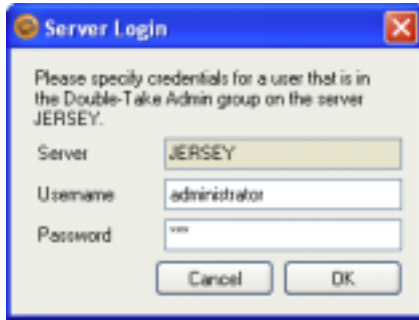 Server Login
Please specify credentials for a user that is in
the Double-Take Admin group on the server
JERSEY.
Server JERSEY
Username administrator
Password ***
Cancel OK